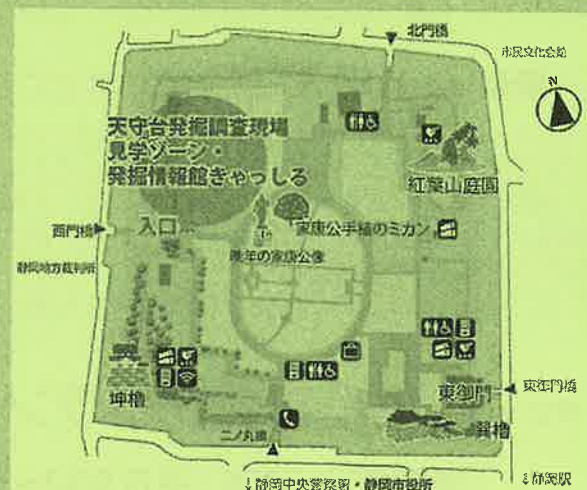 北門橋
市民文化会館
N
天守台発掘調査現場
見学ゾーン・
発掘情報館きゃっしる
紅葉山庭園
西門橋
入口
家康公手植のミカン
晩年の家康公像
静岡地方裁判所
坤櫓
東御門
東御門橋
巽櫓
二ノ丸橋
↓静岡中央警察署・静岡市役所
↓静岡駅